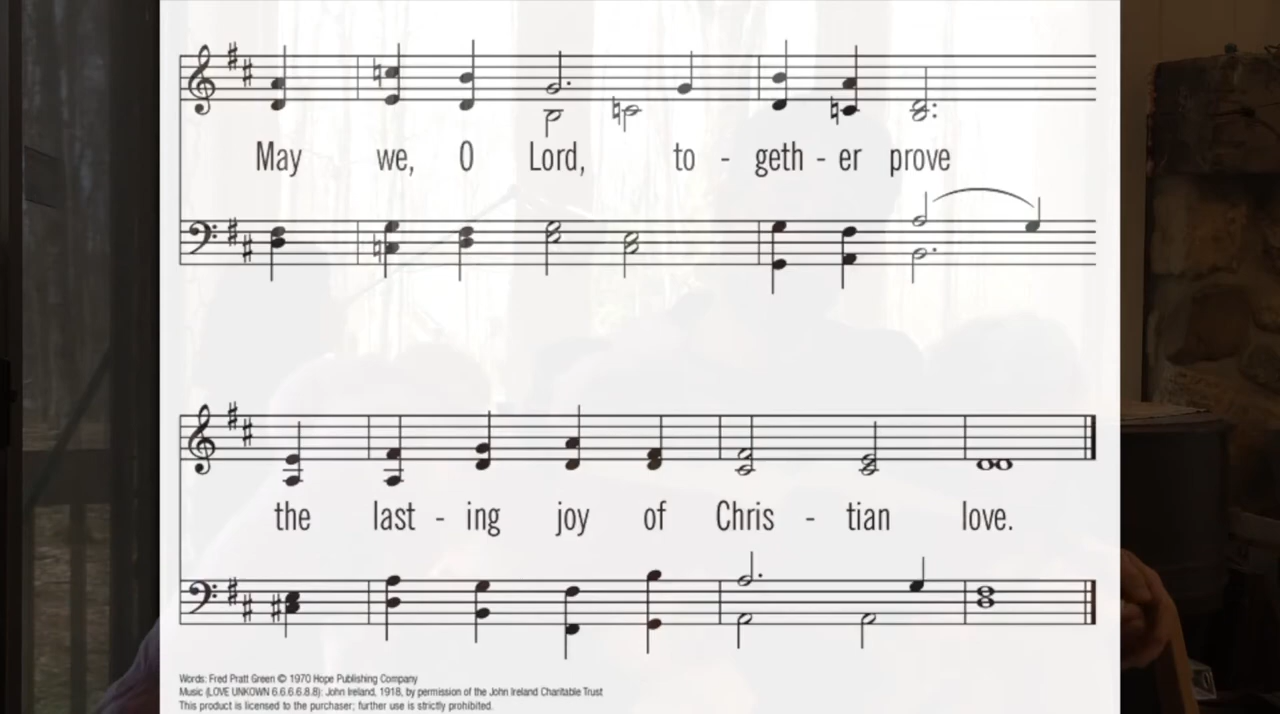 May we, O Lord, to - geth - er prove
the last - ing joy of Chris - tian love.
Words: Fred Pratt Green © 1970 Hope Publishing Company
Music (LOVE UNKOWN 6.6.6.6.8.8): John Ireland, 1918, by permission of the John Ireland Charitable Trust
This product is licensed to the purchaser; further use is strictly prohibited.